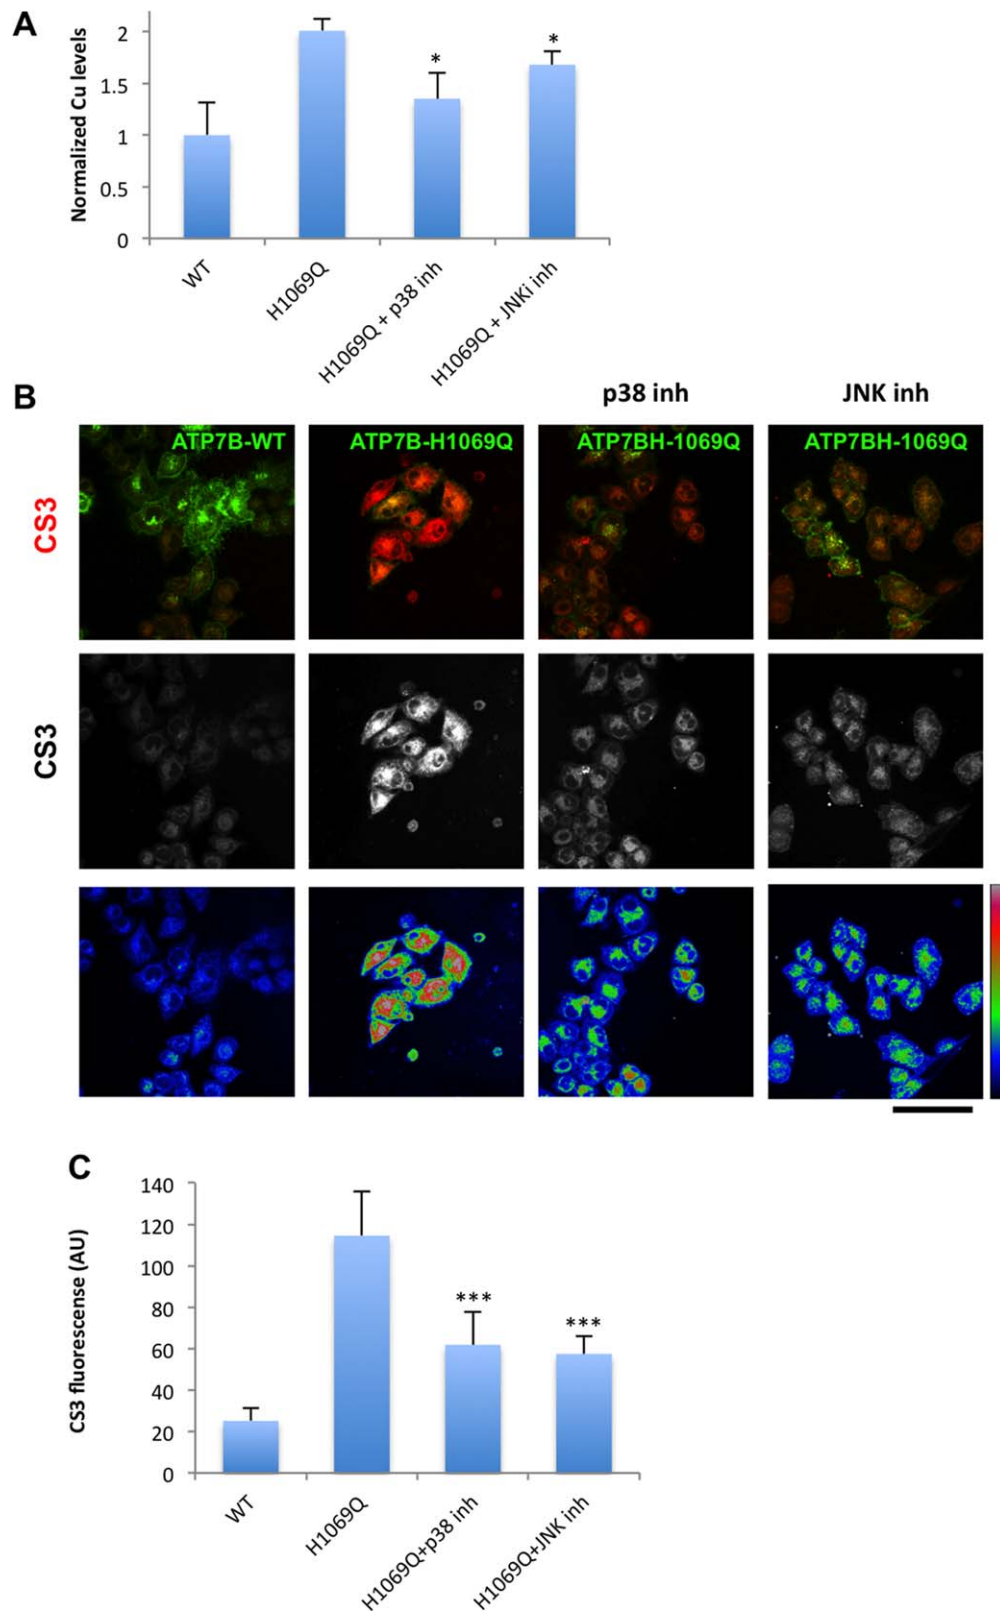 A
Normalized Cu levels
2
1.5
1
0.5
0
WT
H1069Q
H1069Q + p38 inh
H1069Q + JNKi inh
*
*
B
p38 inh
JNK inh
ATP7B-WT
ATP7B-H1069Q
ATP7BH-1069Q
ATP7BH-1069Q
CS3
CS3
C
CS3 fluorescense (AU)
140
120
100
80
60
40
20
0
***
***
WT
H1069Q
H1069Q+p38 inh
H1069Q+JNK inh